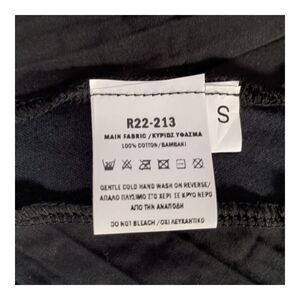 R22-213
MAIN FABRIC / ΚΥΡΙΩΣ ΥΦΑΣΜΑ
100% COTTON / ΒΑΜΒΑΚΙ
GENTLE COLD HAND WASH ON REVERSE/
ΑΠΑΛΟ ΠΛΥΣΙΜΟ ΣΤΟ ΧΕΡΙ ΣΕ ΚΡΥΟ ΝΕΡΟ
ΑΠΟ ΤΗΝ ΑΝΑΠΟΔΗ
DO NOT BLEACH / ΟΧΙ ΛΕΥΚΑΝΤΙΚΟ
S